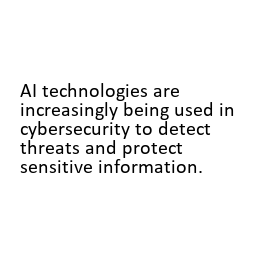 AI technologies are
increasingly being used in
cybersecurity to detect
threats and protect
sensitive information.